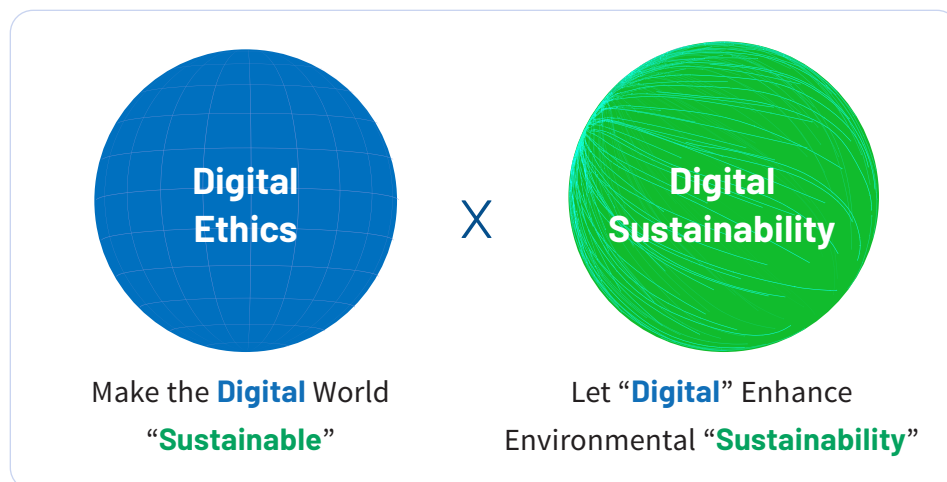 Digital
Ethics
X
Digital
Sustainability
Make the Digital World
“Sustainable”
Let “Digital” Enhance
Environmental “Sustainability”